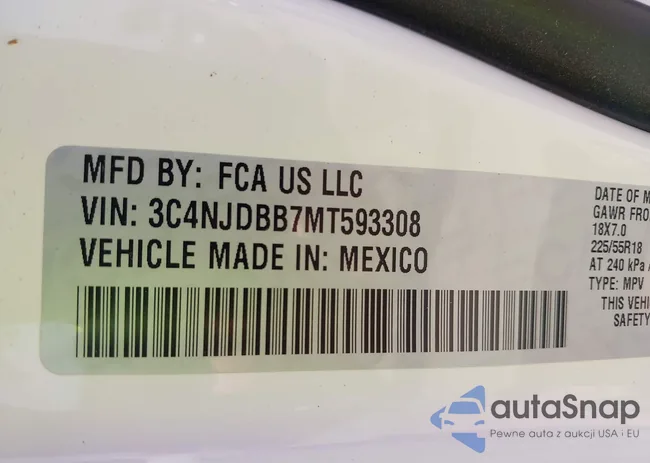 MFD BY: FCA US LLC
VIN: 3C4NJDBB7MT593308
VEHICLE MADE IN: MEXICO
DATE OF M
GAWR FRO
18X7.0
225/55R18
AT 240 kPa
TYPE: MPV
THIS VEHI
SAFETY
autaSnap
Pewne auta z aukcji USA i EU